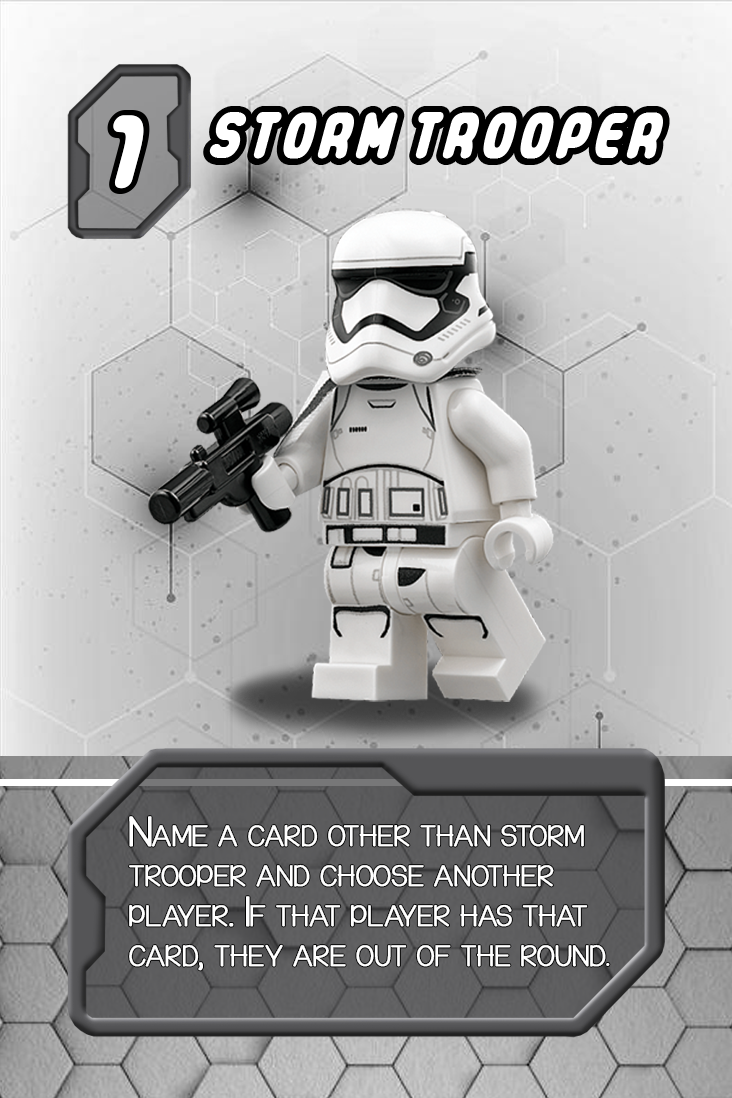 1 STORM TROOPER
Name a card other than storm
trooper and choose another
player. If that player has that
card, they are out of the round.